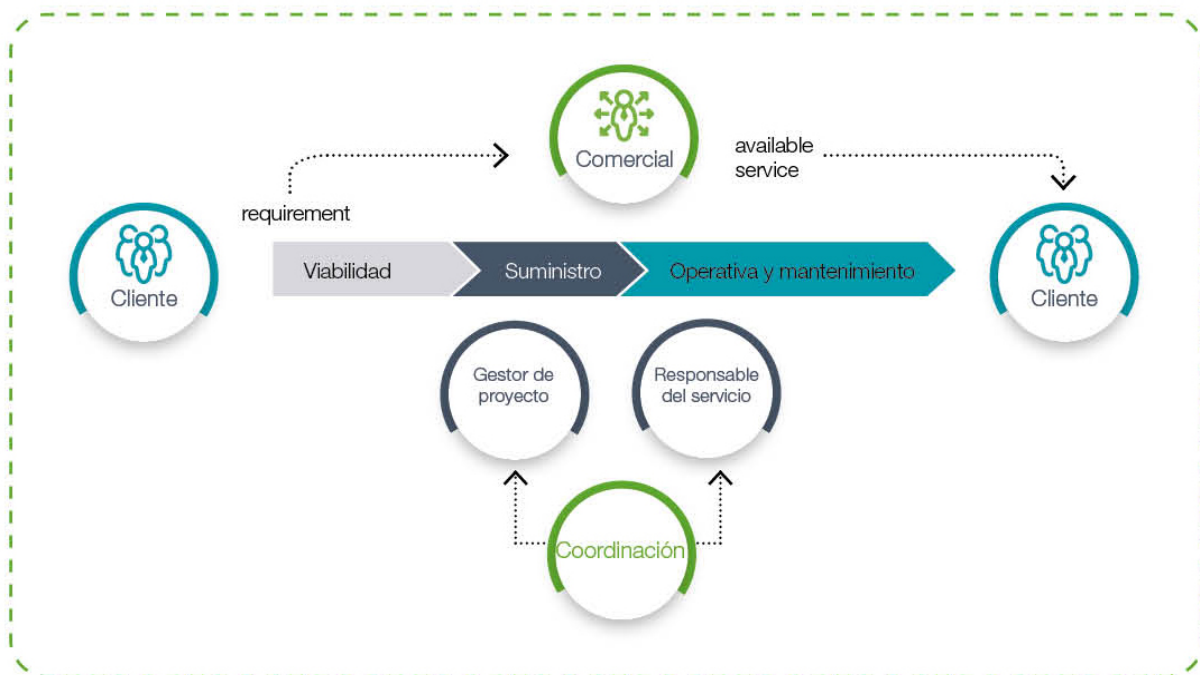 Comercial
available
service
requirement
Cliente
Viabilidad
Suministro
Operativa y mantenimiento
Cliente
Gestor de
proyecto
Responsable
del servicio
Coordinación